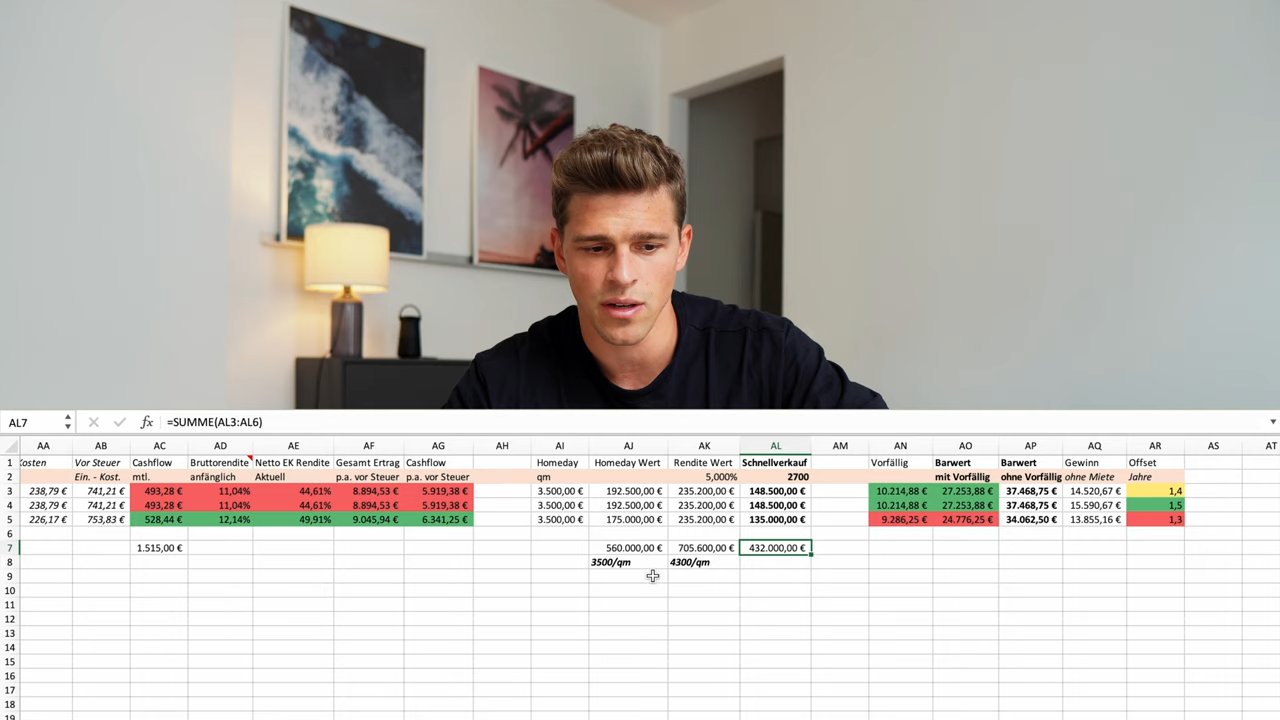 AL7 fx =SUMME(AL3:AL6)
AA AB AC AD AE AF AG AH AI AJ AK AL AM AN AO AP AQ AR AS AT
1 Kosten Vor Steuer Cashflow Bruttorendite Netto EK Rendite Gesamt Ertrag Cashflow Homeday Homeday Wert Rendite Wert Schnellverkauf Vorfällig Barwert Barwert Gewinn Offset
2 Ein. - Kost. mtl. anfänglich Aktuell p.a. vor Steuer p.a. vor Steuer qm 5,000% 2700 mit Vorfällig ohne Vorfällig ohne Miete Jahre
3 238,79 € 741,21 € 493,28 € 11,04% 44,61% 8.894,53 € 5.919,38 € 3.500,00 € 192.500,00 € 235.200,00 € 148.500,00 € 10.214,88 € 27.253,88 € 37.468,75 € 14.520,67 € 1,4
4 238,79 € 741,21 € 493,28 € 11,04% 44,61% 8.894,53 € 5.919,38 € 3.500,00 € 192.500,00 € 235.200,00 € 148.500,00 € 10.214,88 € 27.253,88 € 37.468,75 € 15.590,67 € 1,5
5 226,17 € 753,83 € 528,44 € 12,14% 49,91% 9.045,94 € 6.341,25 € 3.500,00 € 175.000,00 € 235.200,00 € 135.000,00 € 9.286,25 € 24.776,25 € 34.062,50 € 13.855,16 € 1,3
6
7 1.515,00 € 560.000,00 € 705.600,00 € 432.000,00 €
8 3500/qm 4300/qm
9
10
11
12
13
14
15
16
17
18
19